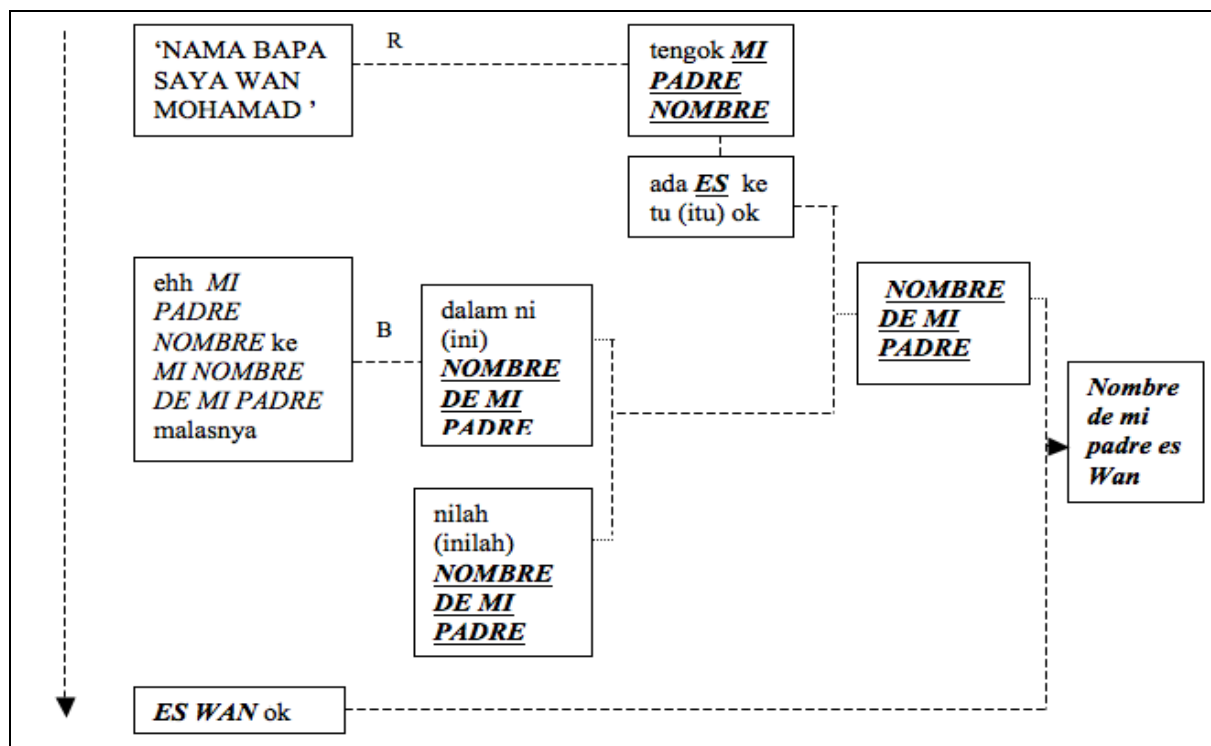 ‘NAMA BAPA
SAYA WAN
MOHAMAD ’
R
tengok MI
PADRE
NOMBRE
ada ES ke
tu (itu) ok
ehh MI
PADRE
NOMBRE ke
MI NOMBRE
DE MI PADRE
malasnya
B
dalam ni
(ini)
NOMBRE
DE MI
PADRE
NOMBRE
DE MI
PADRE
Nombre
de mi
padre es
Wan
nilah
(inilah)
NOMBRE
DE MI
PADRE
ES WAN ok